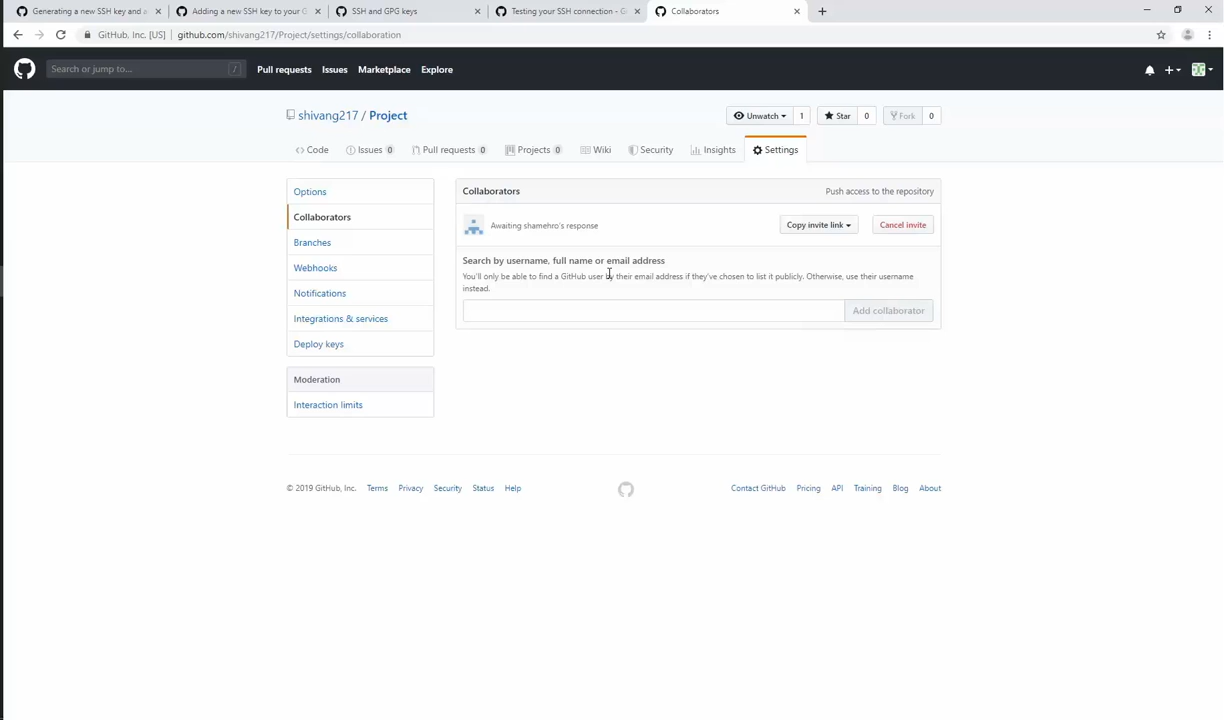 Generating a new SSH key and a
Adding a new SSH key to your G
SSH and GPG keys
Testing your SSH connection - G
Collaborators
GitHub, Inc. [US]
github.com/shivang217/Project/settings/collaboration
Search or jump to...
/
Pull requests
Issues
Marketplace
Explore
shivang217 / Project
Unwatch
1
Star
0
Fork
0
Code
Issues 0
Pull requests 0
Projects 0
Wiki
Security
Insights
Settings
Options
Collaborators
Branches
Webhooks
Notifications
Integrations & services
Deploy keys
Moderation
Interaction limits
Collaborators
Push access to the repository
Awaiting shamehro's response
Copy invite link
Cancel invite
Search by username, full name or email address
You'll only be able to find a GitHub user by their email address if they've chosen to list it publicly. Otherwise, use their username
instead.
Add collaborator
© 2019 GitHub, Inc.
Terms
Privacy
Security
Status
Help
Contact GitHub
Pricing
API
Training
Blog
About